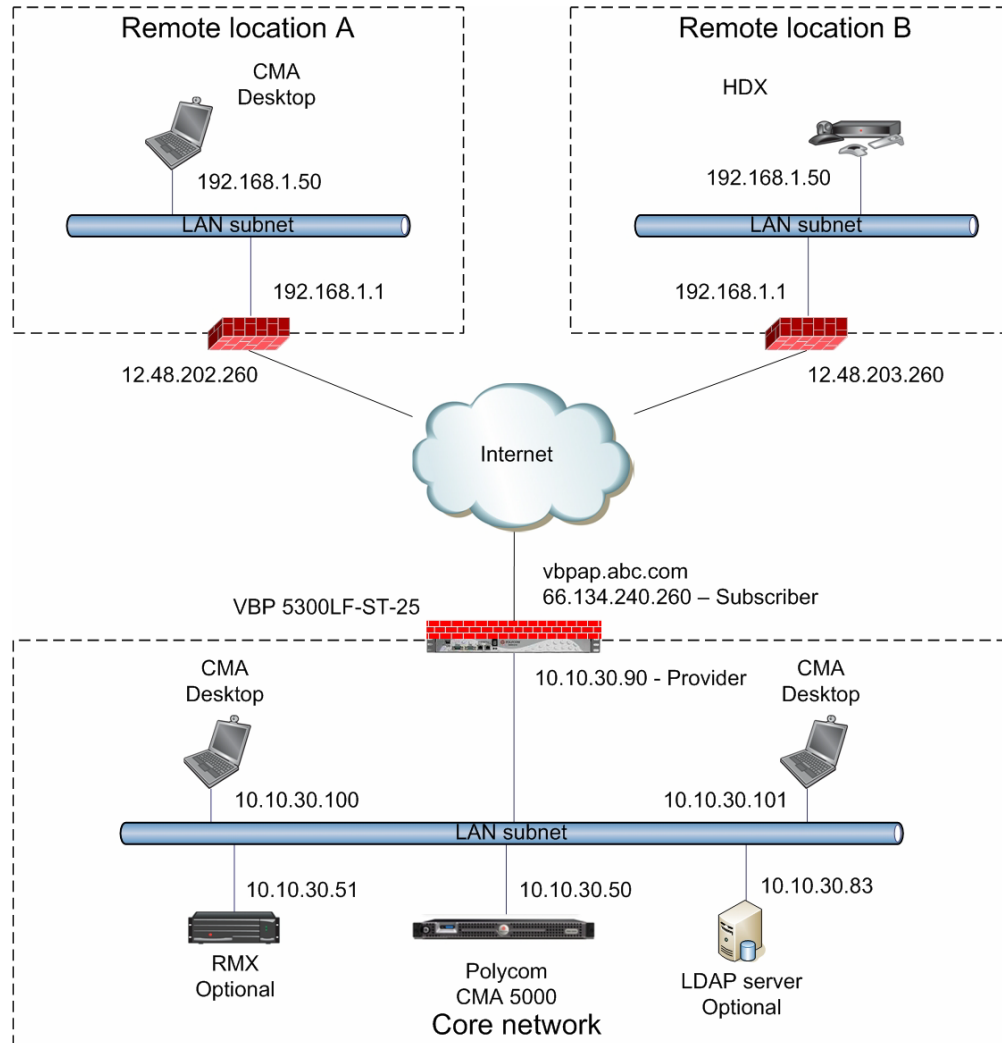 Remote location A
CMA
Desktop
192.168.1.50
LAN subnet
192.168.1.1
12.48.202.260
Remote location B
HDX
192.168.1.50
LAN subnet
192.168.1.1
12.48.203.260
Internet
VBP 5300LF-ST-25
vbpap.abc.com
66.134.240.260 – Subscriber
10.10.30.90 - Provider
CMA
Desktop
10.10.30.100
CMA
Desktop
10.10.30.101
LAN subnet
10.10.30.51
RMX
Optional
10.10.30.50
Polycom
CMA 5000
10.10.30.83
LDAP server
Optional
Core network